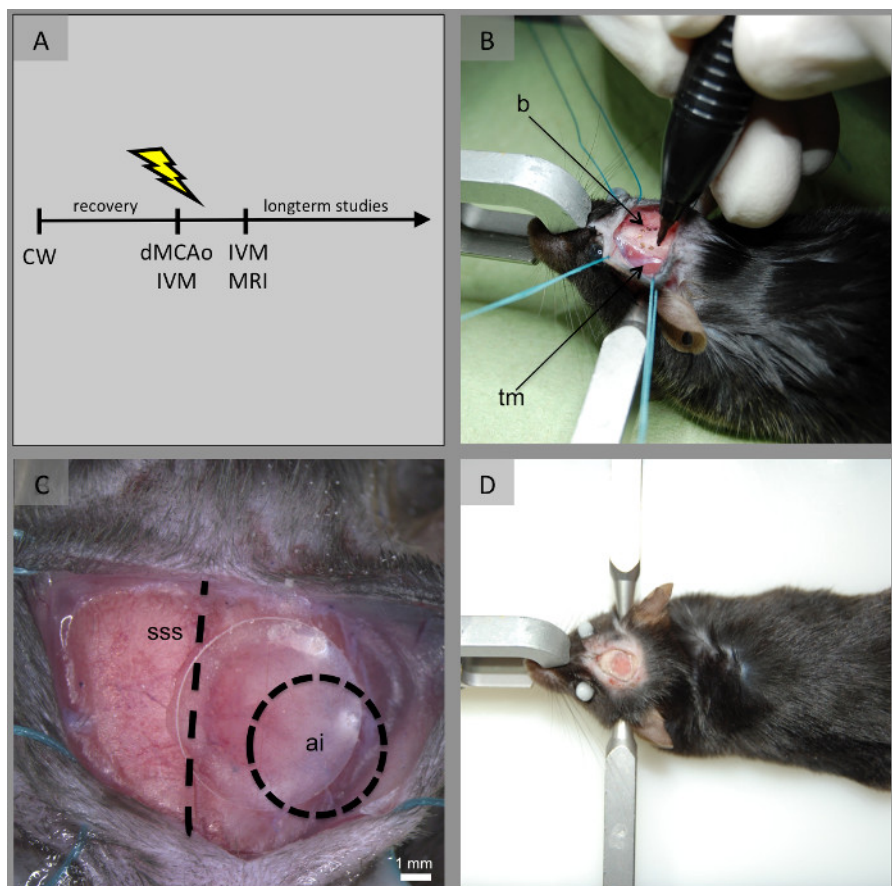 A
recovery
longterm studies
CW
dMCAo
IVM
IVM
MRI
B
b
tm
C
sss
ai
1 mm
D